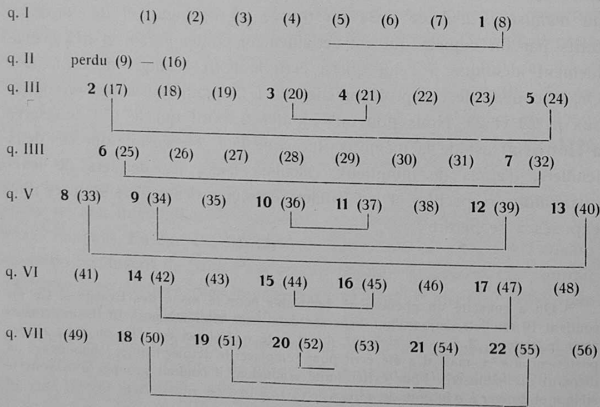 q. I (1) (2) (3) (4) (5) (6) (7) 1 (8)
q. II perdu (9) — (16)
q. III 2 (17) (18) (19) 3 (20) 4 (21) (22) (23) 5 (24)
q. IIII 6 (25) (26) (27) (28) (29) (30) (31) 7 (32)
q. V 8 (33) 9 (34) (35) 10 (36) 11 (37) (38) 12 (39) 13 (40)
q. VI (41) 14 (42) (43) 15 (44) 16 (45) (46) 17 (47) (48)
q. VII (49) 18 (50) 19 (51) 20 (52) (53) 21 (54) 22 (55) (56)